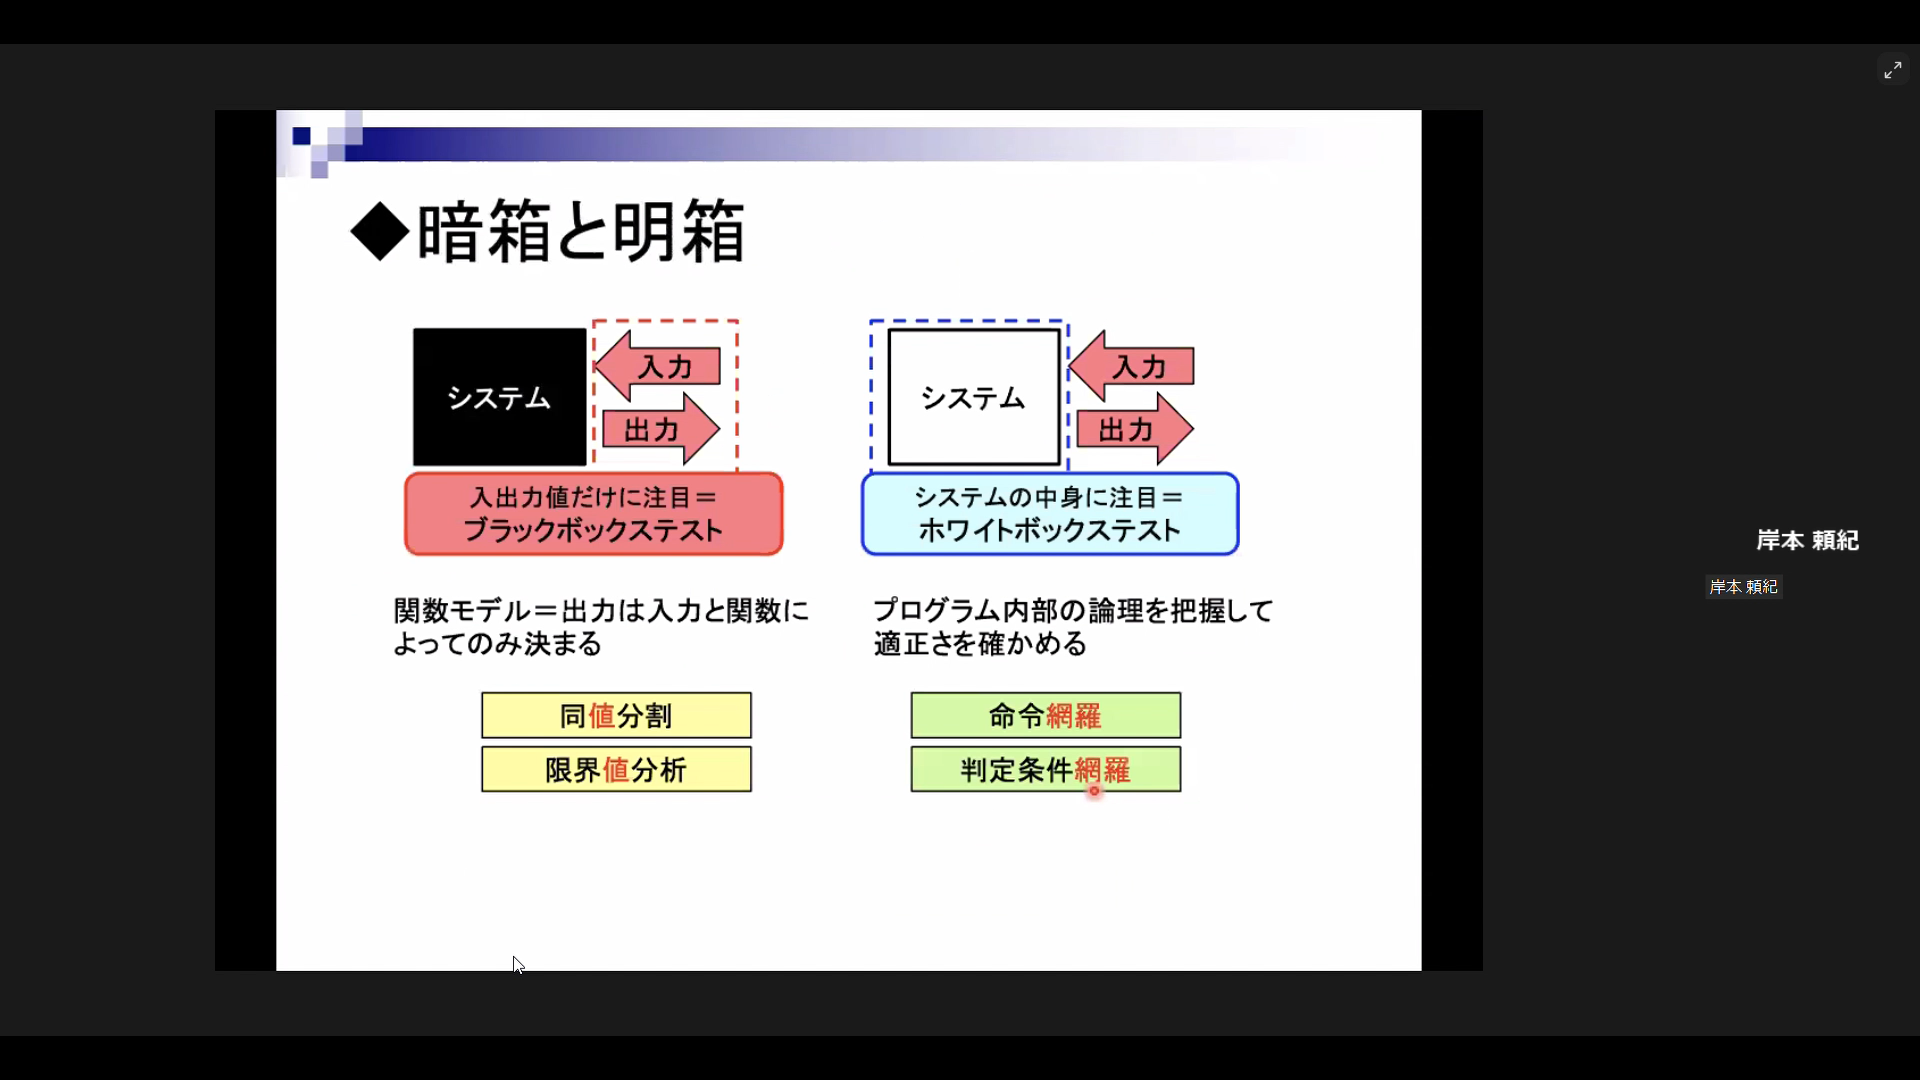 ◆暗箱と明箱
システム
入力
出力
入出力値だけに注目＝
ブラックボックステスト
関数モデル＝出力は入力と関数に
よってのみ決まる
同値分割
限界値分析
システム
入力
出力
システムの中身に注目＝
ホワイトボックステスト
プログラム内部の論理を把握して
適正さを確かめる
命令網羅
判定条件網羅
岸本 頼紀
岸本 頼紀